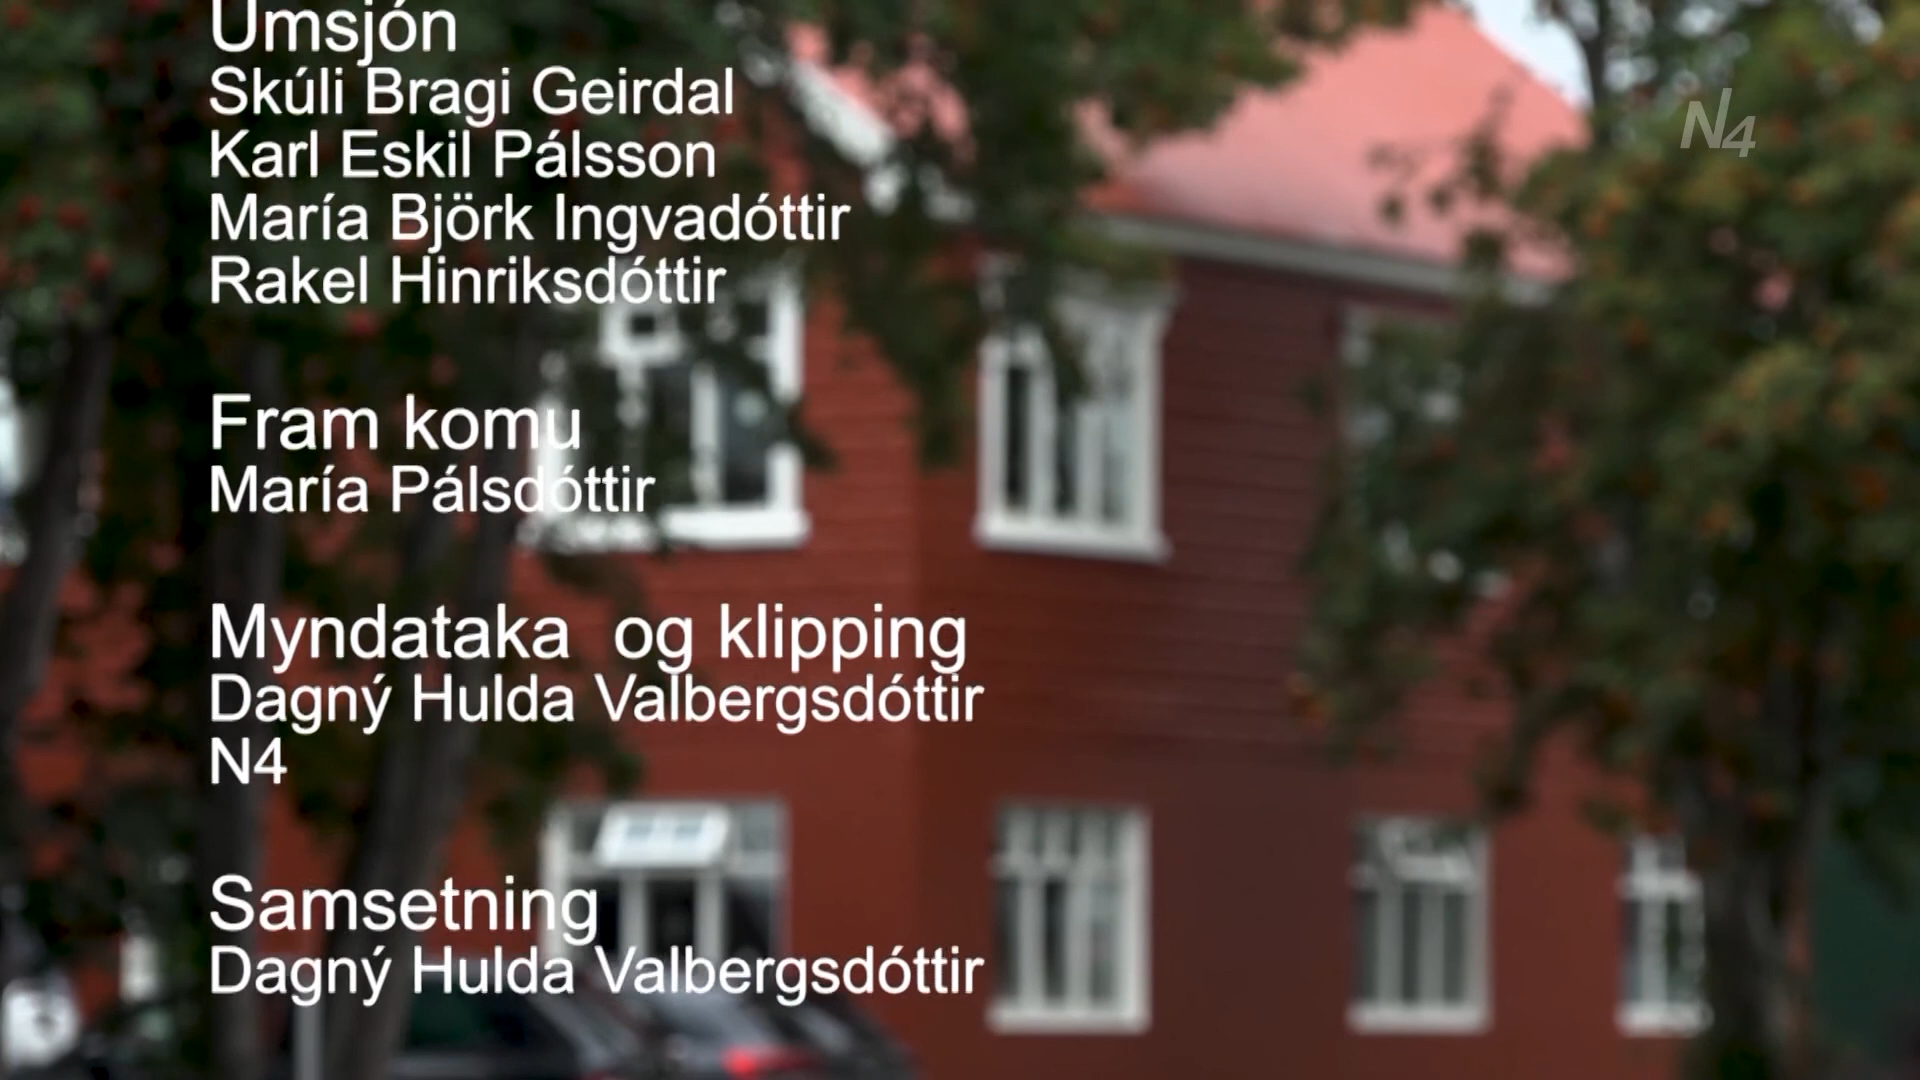 Umsjón
Skúli Bragi Geirdal
Karl Eskil Pálsson
María Björk Ingvadóttir
Rakel Hinriksdóttir
Fram komu
María Pálsdóttir
Myndataka  og klipping
Dagný Hulda Valbergsdóttir
N4
Samsetning
Dagný Hulda Valbergsdóttir
N4